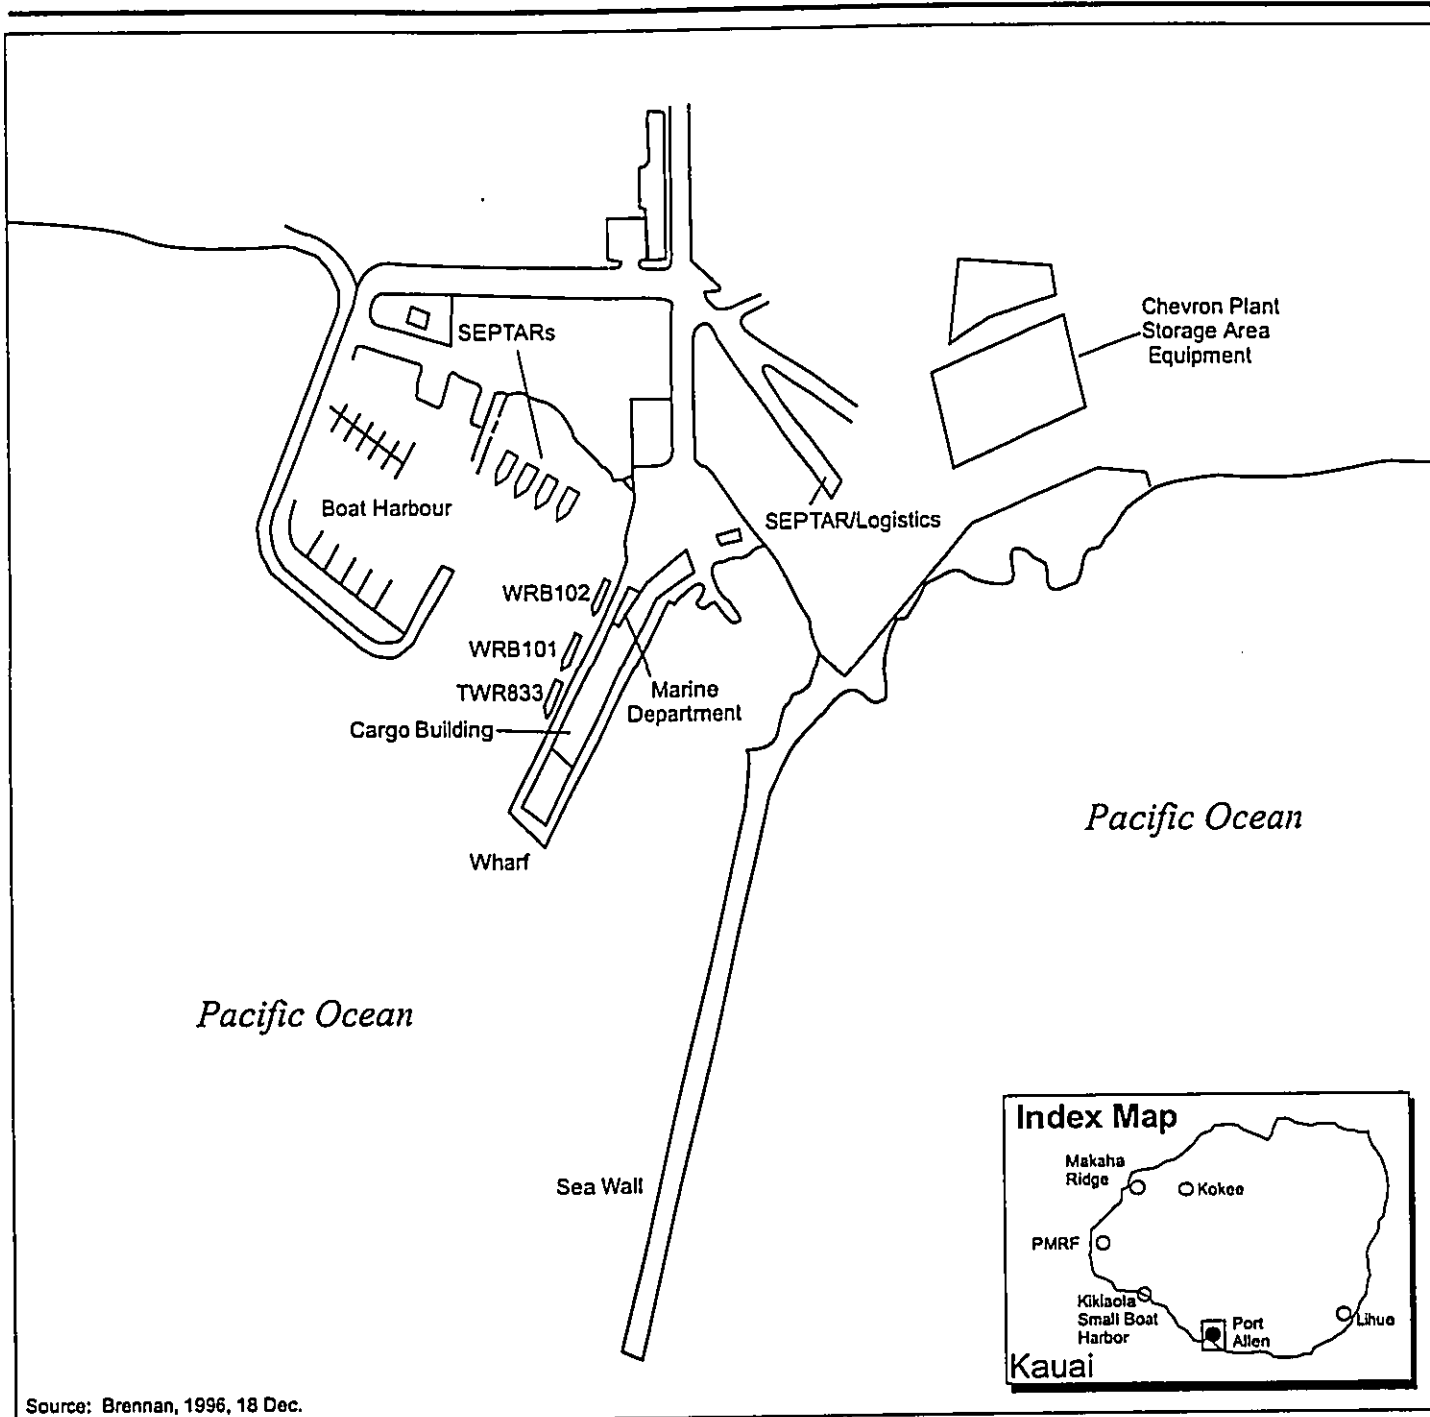 Chevron Plant
Storage Area
Equipment
SEPTARs
Boat Harbour
SEPTAR/Logistics
WRB102
WRB101
TWR833
Marine
Department
Cargo Building
Wharf
Pacific Ocean
Pacific Ocean
Sea Wall
Index Map
Makaha
Ridge
Kokee
PMRF
Kikiaola
Small Boat
Harbor
Port
Allen
Lihue
Kauai
Source: Brennan, 1996, 18 Dec.